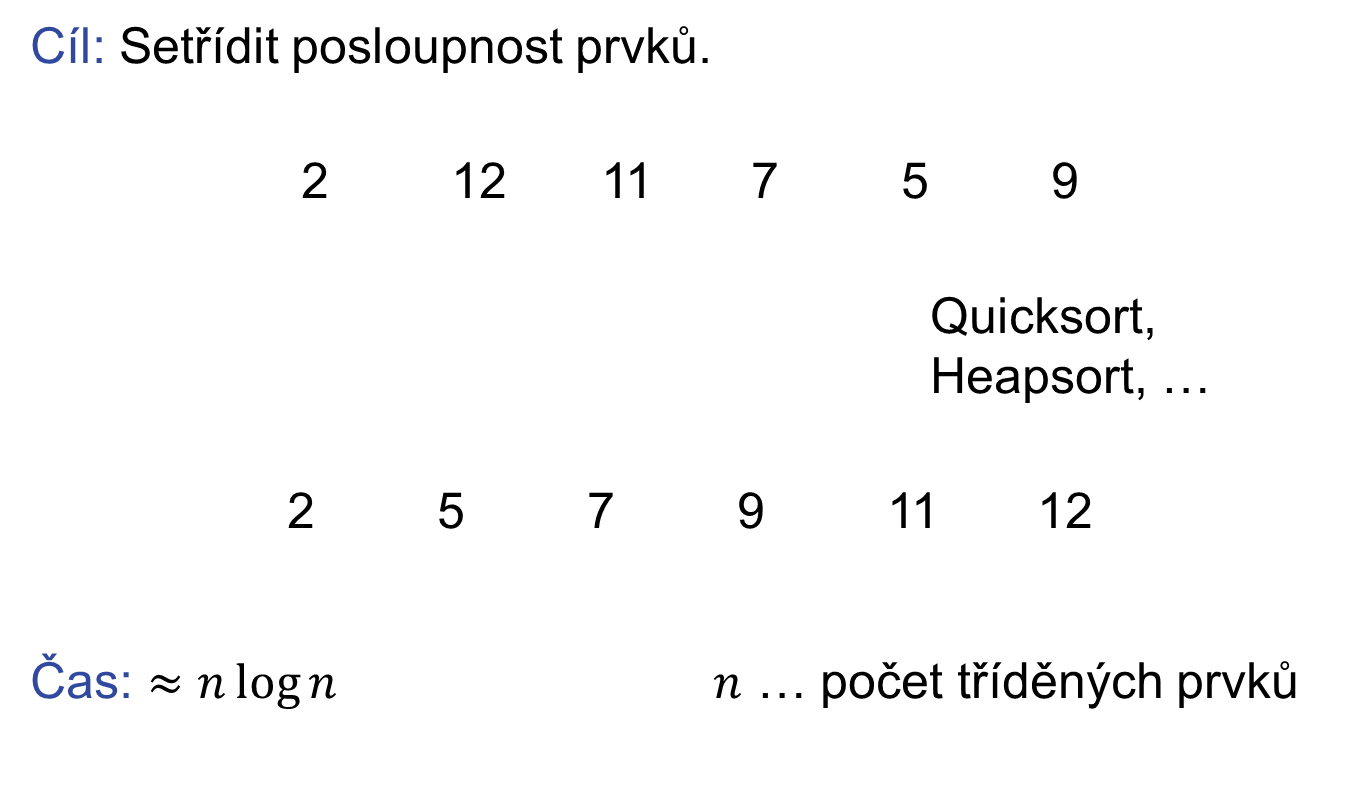 Cíl: Setřídit posloupnost prvků.
2 12 11 7 5 9
Quicksort,
Heapsort, …
2 5 7 9 11 12
Čas: ≈ n log n n … počet tříděných prvků